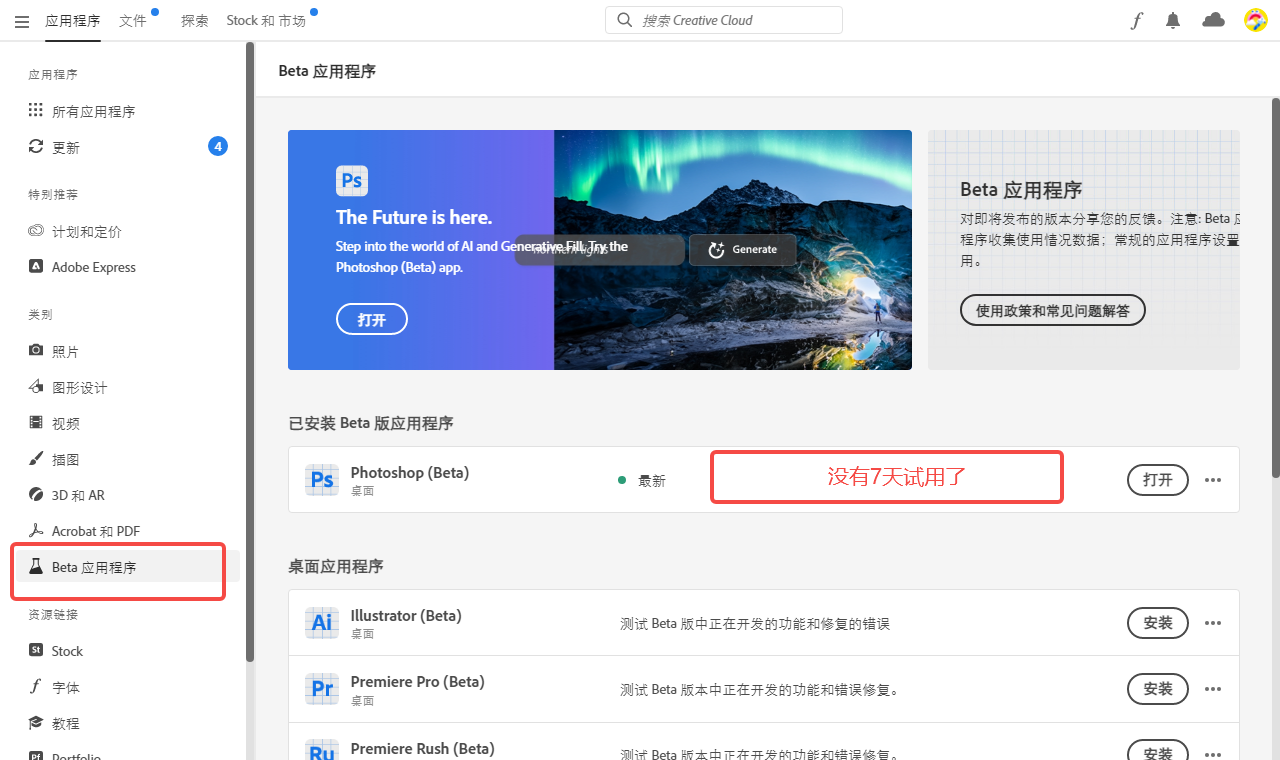 应用程序
文件
探索
Stock 和 市场
搜索 Creative Cloud
应用程序
所有应用程序
更新
4
特别推荐
计划和定价
Adobe Express
类别
照片
图形设计
视频
插图
3D 和 AR
Acrobat 和 PDF
Beta 应用程序
资源链接
St
Stock
字体
教程
Pf
Portfolio
Beta 应用程序
Ps
The Future is here.
Step into the world of AI and Generative Fill. Try the
Photoshop (Beta) app.
打开
northern lights
Generate
Beta 应用程序
对即将发布的版本分享您的反馈。注意: Beta 应
程序收集使用情况数据；常规的应用程序设置
用。
使用政策和常见问题解答
已安装 Beta 版应用程序
Ps
Photoshop (Beta)
桌面
最新
没有7天试用了
打开
桌面应用程序
Ai
Illustrator (Beta)
桌面
测试 Beta 版中正在开发的功能和修复的错误
安装
Pr
Premiere Pro (Beta)
桌面
测试 Beta 版本中正在开发的功能和错误修复。
安装
Ru
Premiere Rush (Beta)
测试 Beta 版本中正在开发的功能和错误修复。
安装